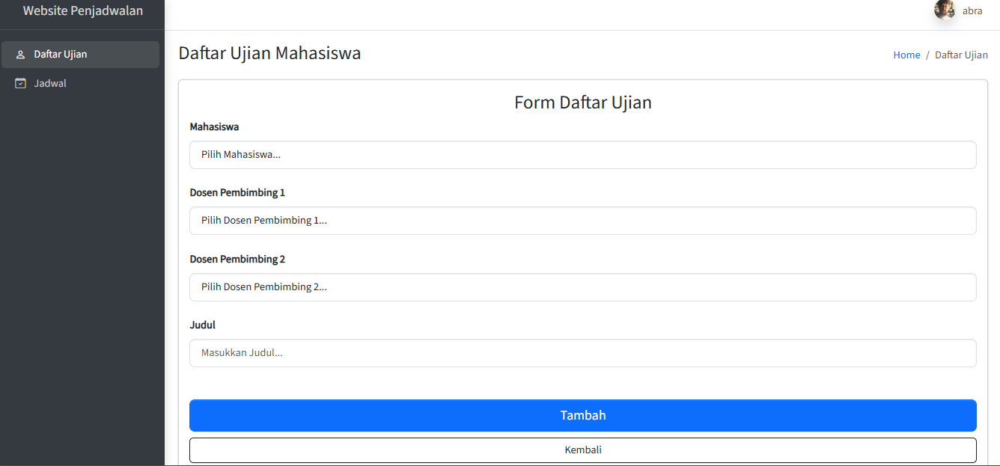 Website Penjadwalan
abra
Daftar Ujian
Jadwal
Daftar Ujian Mahasiswa
Home / Daftar Ujian
Form Daftar Ujian
Mahasiswa
Pilih Mahasiswa...
Dosen Pembimbing 1
Pilih Dosen Pembimbing 1...
Dosen Pembimbing 2
Pilih Dosen Pembimbing 2...
Judul
Masukkan Judul...
Tambah
Kembali